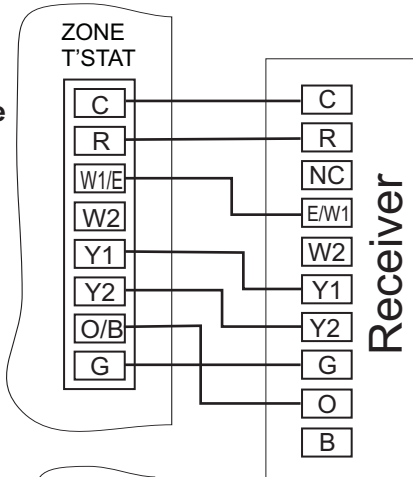 ZONE
T'STAT
e
C
R
W1/E
W2
Y1
Y2
O/B
G
C
R
NC
E/W1
W2
Y1
Y2
G
O
B
Receiver